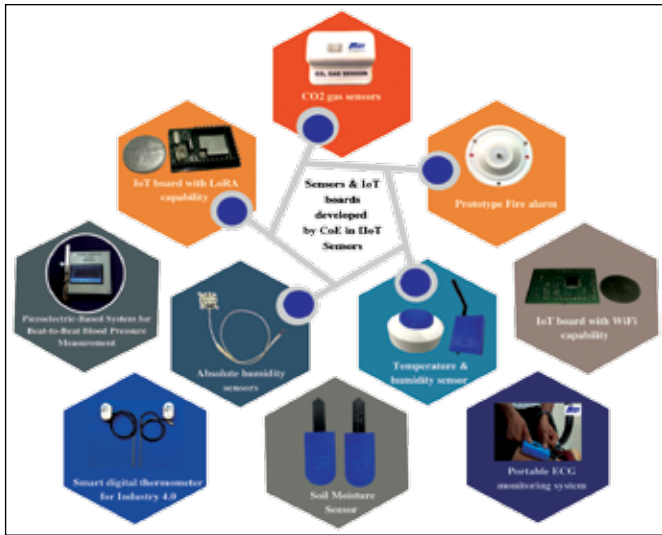 CO₂ GAS SENSOR
CO2 gas sensors
IoT board with LoRA
capability
Sensors & IoT
boards
developed
by CoE in IIoT
Sensors
Prototype Fire alarm
Piezoelectric-Based System for
Beat-to-Beat Blood Pressure
Measurement
Absolute humidity
sensors
Temperature &
humidity sensor
IoT board with WiFi
capability
Smart digital thermometer
for Industry 4.0
Soil Moisture
Sensor
Portable ECG
monitoring system